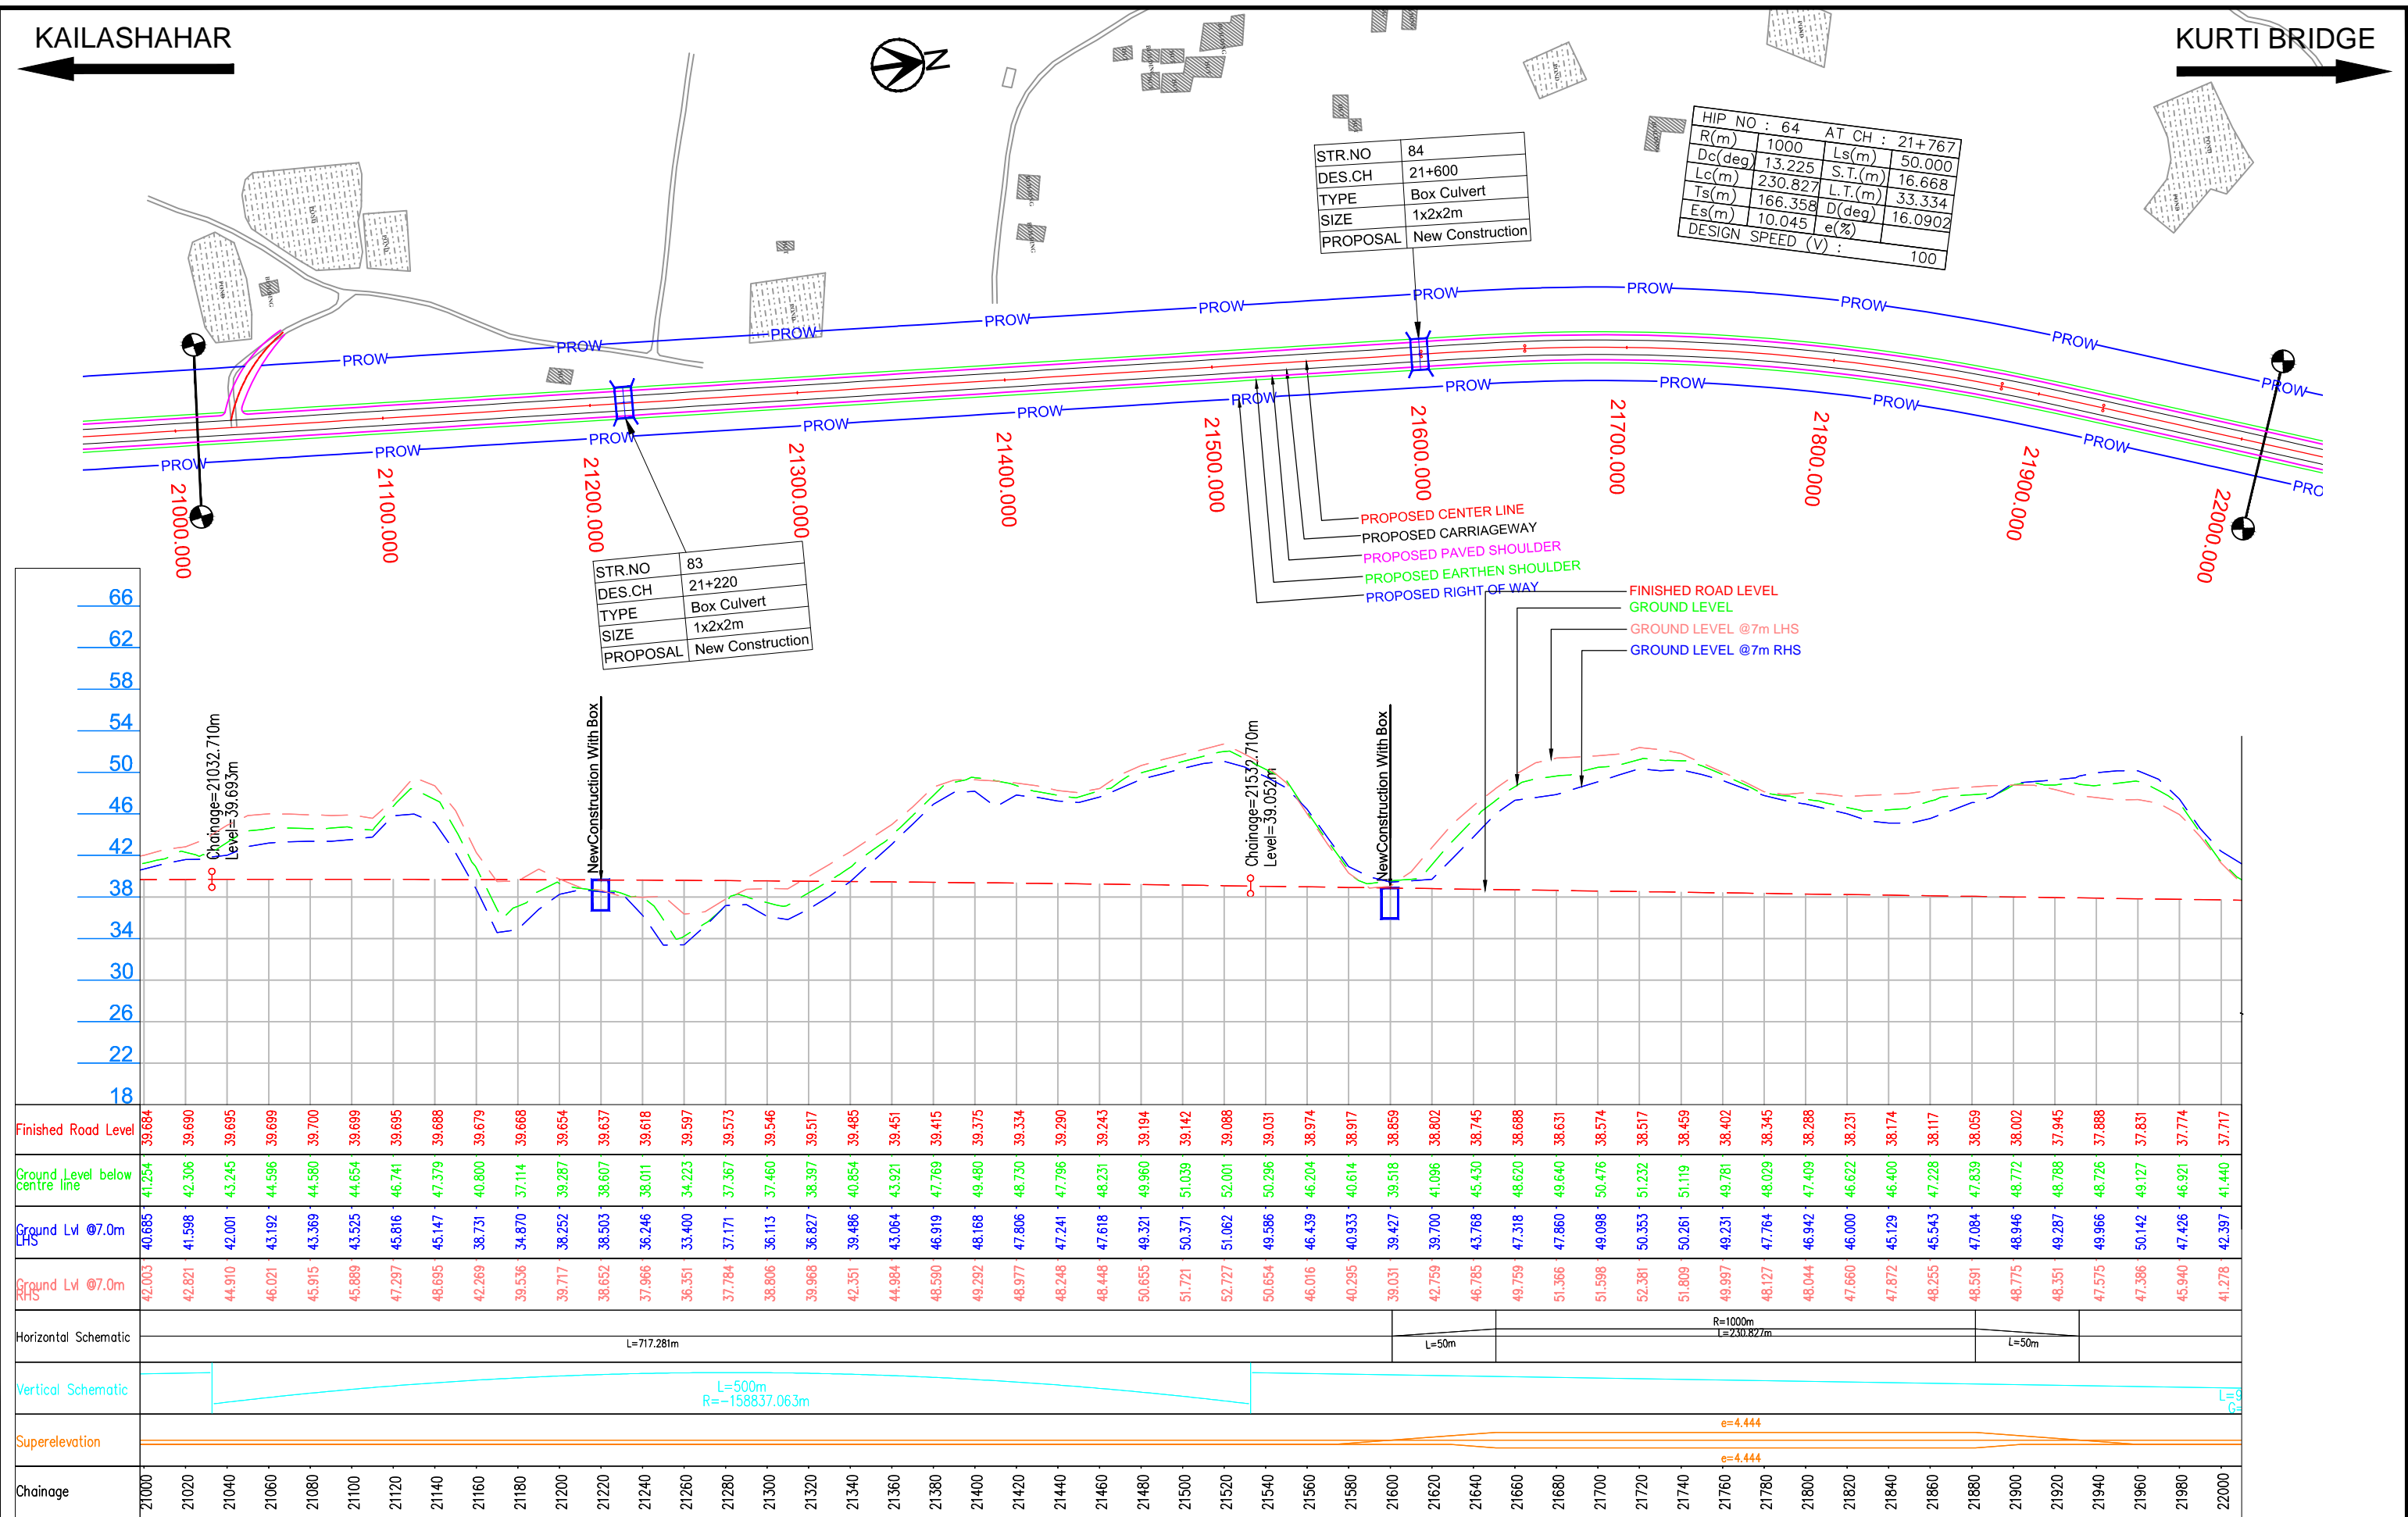 KAILASHAHAR
N
KURTI BRIDGE
POND
POND
POND
BUILDING
HUT
HUT
POND
POND
POND
POND
POND
HIP NO : 64 AT CH : 21+767
R(m) 1000 Ls(m) 50.000
Dc(deg) 13.225 S.T.(m) 16.668
Lc(m) 230.827 L.T.(m) 33.334
Ts(m) 166.358 D(deg) 16.0902
Es(m) 10.045 e(%)
DESIGN SPEED (V) : 100
STR.NO 84
DES.CH 21+600
TYPE Box Culvert
SIZE 1x2x2m
PROPOSAL New Construction
PROW PROW PROW PROW PROW PROW PROW PROW PROW PROW
PROW PROW PROW PROW PROW PROW PROW PROW PROW PROW PRO
21000.000
21100.000
21200.000
21300.000
21400.000
21500.000
21600.000
21700.000
21800.000
21900.000
22000.000
PROPOSED CENTER LINE
PROPOSED CARRIAGEWAY
PROPOSED PAVED SHOULDER
PROPOSED EARTHEN SHOULDER
PROPOSED RIGHT OF WAY
STR.NO 83
DES.CH 21+220
TYPE Box Culvert
SIZE 1x2x2m
PROPOSAL New Construction
FINISHED ROAD LEVEL
GROUND LEVEL
GROUND LEVEL @7m LHS
GROUND LEVEL @7m RHS
66
62
58
54
50
46
42
38
34
30
26
22
18
Chainage=21032.710m
Level=39.693m
NewConstruction With Box
Chainage=21532.710m
Level=39.052m
NewConstruction With Box
Finished Road Level 39.684 39.690 39.695 39.699 39.700 39.699 39.695 39.688 39.679 39.668 39.654 39.637 39.618 39.597 39.573 39.546 39.517 39.485 39.451 39.415 39.375 39.334 39.290 39.243 39.194 39.142 39.088 39.031 38.974 38.917 38.859 38.802 38.745 38.688 38.631 38.574 38.517 38.459 38.402 38.345 38.288 38.231 38.174 38.117 38.059 38.002 37.945 37.888 37.831 37.774 37.717
Ground Level below
centre line 41.254 42.306 43.245 44.596 44.580 44.654 46.741 47.379 40.800 37.114 39.287 38.607 38.011 34.223 37.367 37.460 38.397 40.854 43.921 47.769 49.480 48.730 47.796 48.231 49.960 51.039 52.001 50.296 46.204 40.614 39.518 41.096 45.430 48.620 49.640 50.476 51.232 51.119 49.781 48.029 47.409 46.622 46.400 47.228 47.839 48.772 48.788 48.726 49.127 46.921 41.440
Ground Lvl @7.0m
LHS 40.685 41.598 42.001 43.192 43.369 43.525 45.816 45.147 38.731 34.870 38.252 38.503 36.246 33.400 37.171 36.113 36.827 39.486 43.064 46.919 48.168 47.806 47.241 47.618 49.321 50.371 51.062 49.586 46.439 40.933 39.427 39.700 43.768 47.318 47.860 49.098 50.353 50.261 49.231 47.764 46.942 46.000 45.129 45.543 47.084 48.946 49.287 49.966 50.142 47.426 42.397
Ground Lvl @7.0m
RHS 42.003 42.821 44.910 46.021 45.915 45.889 47.297 48.695 42.269 39.536 39.717 38.652 37.966 36.351 37.784 38.806 39.968 42.351 44.984 48.590 49.292 48.977 48.248 48.448 50.655 51.721 52.727 50.654 46.016 40.295 39.031 42.759 46.785 49.759 51.366 51.598 52.381 51.809 49.997 48.127 48.044 47.660 47.872 48.255 48.591 48.775 48.351 47.575 47.386 45.940 41.278
Horizontal Schematic L=717.281m L=50m R=1000m L=230.827m L=50m
Vertical Schematic L=500m
R=-158837.063m
L=9
G=
Superelevation e=4.444
e=4.444
Chainage 21000 21020 21040 21060 21080 21100 21120 21140 21160 21180 21200 21220 21240 21260 21280 21300 21320 21340 21360 21380 21400 21420 21440 21460 21480 21500 21520 21540 21560 21580 21600 21620 21640 21660 21680 21700 21720 21740 21760 21780 21800 21820 21840 21860 21880 21900 21920 21940 21960 21980 22000